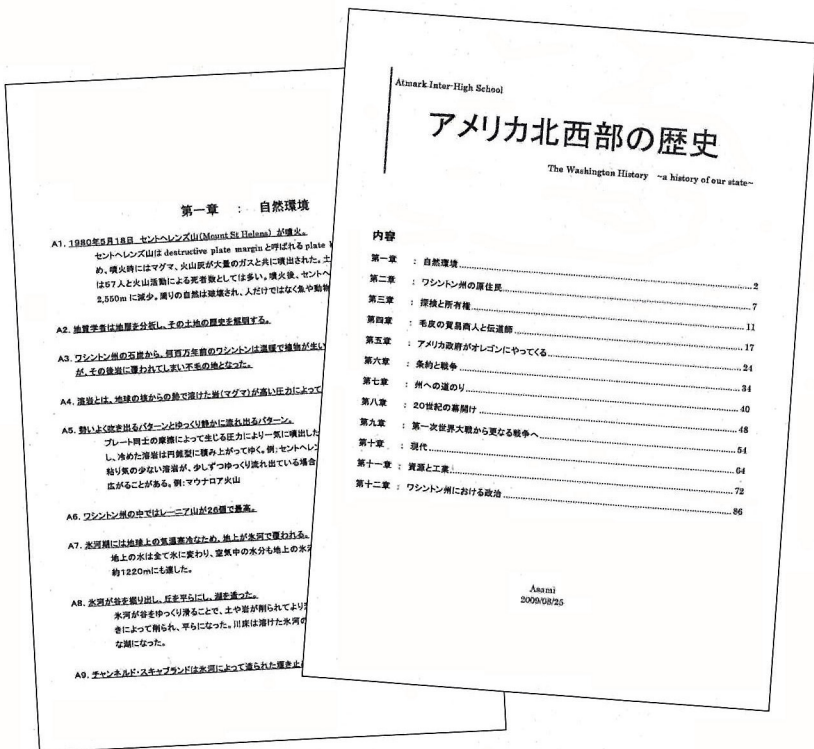 Atmark Inter-High School
アメリカ北西部の歴史
The Washington History ~a history of our state~
内容
第一章 : 自然環境 2
第二章 : ワシントン州の原住民 7
第三章 : 探検と所有権 11
第四章 : 毛皮の貿易商人と伝道師 17
第五章 : アメリカ政府がオレゴンにやってくる 24
第六章 : 条約と戦争 34
第七章 : 州への道のり 40
第八章 : 20世紀の幕開け 48
第九章 : 第一次世界大戦から更なる戦争へ 54
第十章 : 現代 64
第十一章 : 資源と工業 72
第十二章 : ワシントン州における政治 86
Asami
2009/08/25
第一章 : 自然環境
A1. 1980年5月18日 セントヘレンズ山(Mount St Helens) が噴火。
セントヘレンズ山は destructive plate margin と呼ばれる plate
め、噴火時にはマグマ、火山灰が大量のガスと共に噴出された。土
は57人と火山活動による死者数としては多い。噴火後、セントヘ
2,550m に減少。周りの自然は破壊され、人だけではなく魚や動物
A2. 地質学者は地層を分析し、その土地の歴史を解明する。
A3. ワシントン州の石炭から、何百万年前のワシントンは温暖で植物が生い
が、その後岩に覆われてしまい不毛の地となった。
A4. 溶岩とは、地球の核からの熱で溶けた岩(マグマ)が高い圧力によって
A5. 勢いよく吹き出るパターンとゆっくり静かに流れ出るパターン。
プレート同士の摩擦によって生じる圧力により一気に噴出した
し、冷めた溶岩は円錐型に積み上がってゆく。例:セントヘレン
粘り気の少ない溶岩が、少しずつゆっくり流れ出ている場合
広がることがある。例:マウナロア火山
A6. ワシントン州の中ではレーニア山が26個で最高。
A7. 氷河期には地球上の気温寒冷なため、地上が氷河で覆われる。
地上の水は全て氷に変わり、空気中の水分も地上の氷河
約1220mにも達した。
A8. 氷河が谷を掘り出し、丘を平らにし、湖を造った。
氷河が谷をゆっくり滑ることで、土や岩が削られてより
きによって削られ、平らになった。川床は溶けた氷河の
な湖になった。
A9. チャンネルド・スキャブランドは氷河によって造られた